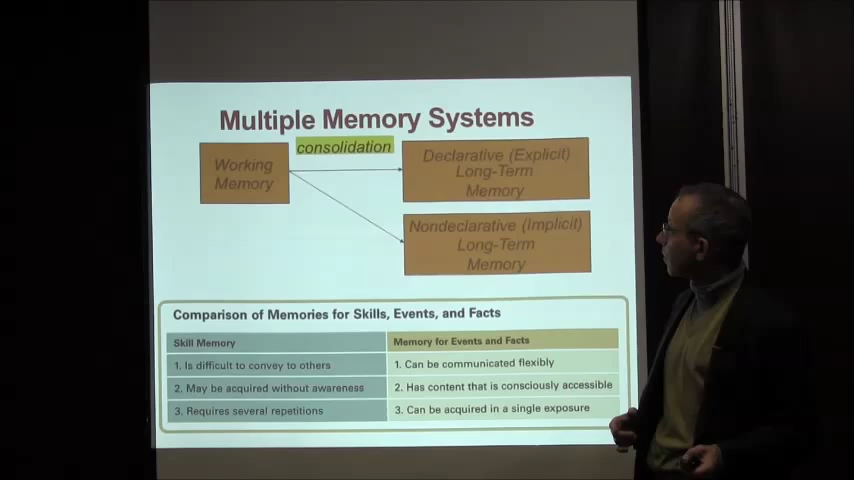 Multiple Memory Systems
consolidation
Working
Memory
Declarative (Explicit)
Long-Term
Memory
Nondeclarative (Implicit)
Long-Term
Memory
Comparison of Memories for Skills, Events, and Facts
Skill Memory
Memory for Events and Facts
1. Is difficult to convey to others
1. Can be communicated flexibly
2. May be acquired without awareness
2. Has content that is consciously accessible
3. Requires several repetitions
3. Can be acquired in a single exposure